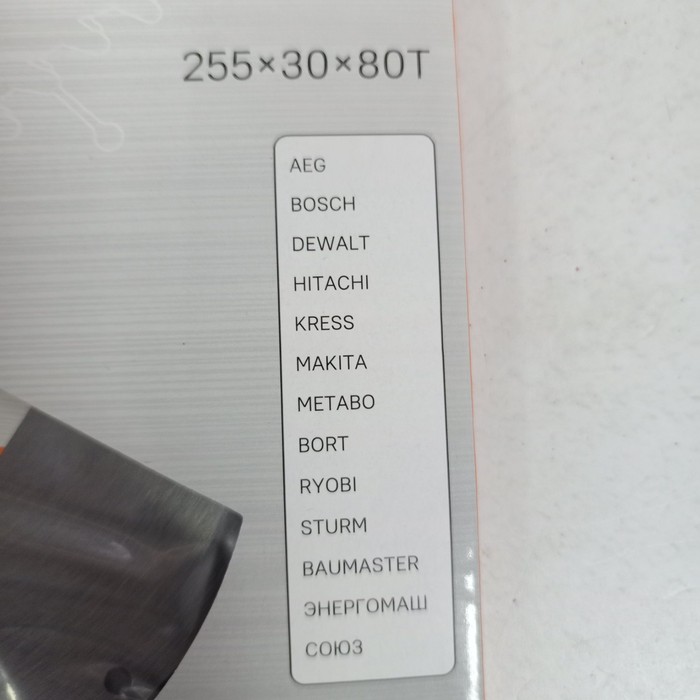 255×30×80T
AEG
BOSCH
DEWALT
HITACHI
KRESS
MAKITA
METABO
BORT
RYOBI
STURM
BAUMASTER
ЭНЕРГОМАШ
СОЮЗ